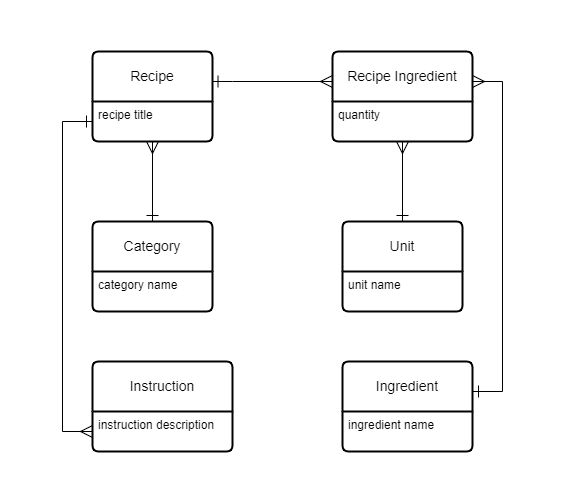 Recipe
recipe title
Recipe Ingredient
quantity
Category
category name
Unit
unit name
Instruction
instruction description
Ingredient
ingredient name